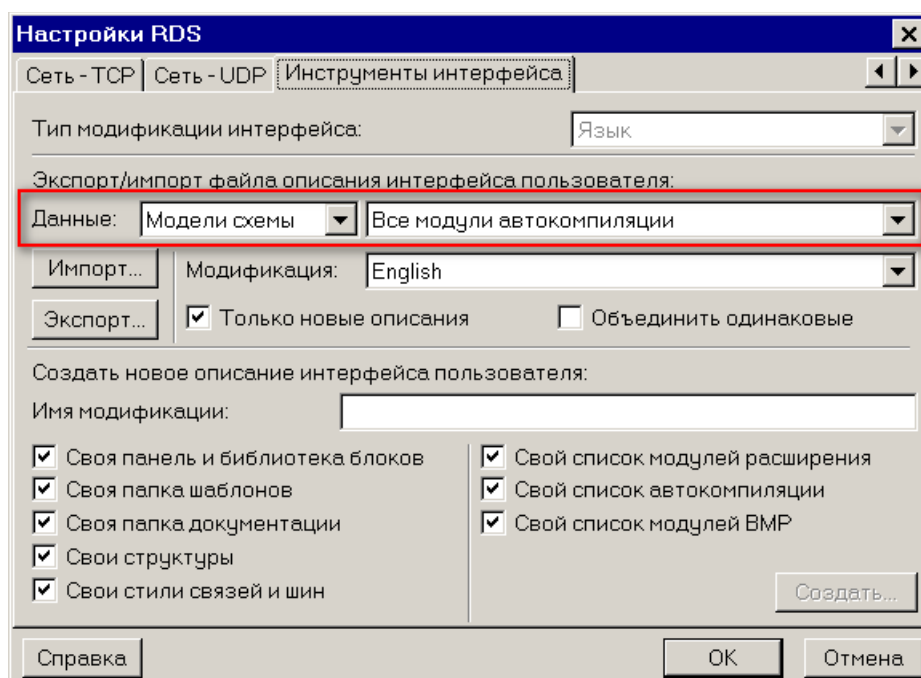 Настройки RDS
Сеть - TCP Сеть - UDP Инструменты интерфейса
Тип модификации интерфейса: Язык
Экспорт/импорт файла описания интерфейса пользователя:
Данные: Модели схемы Все модули автокомпиляции
Импорт... Модификация: English
Экспорт... Только новые описания Объединить одинаковые
Создать новое описание интерфейса пользователя:
Имя модификации:
Своя панель и библиотека блоков Свой список модулей расширения
Своя папка шаблонов Свой список автокомпиляции
Своя папка документации Свой список модулей BMP
Свои структуры
Свои стили связей и шин Создать...
Справка OK Отмена